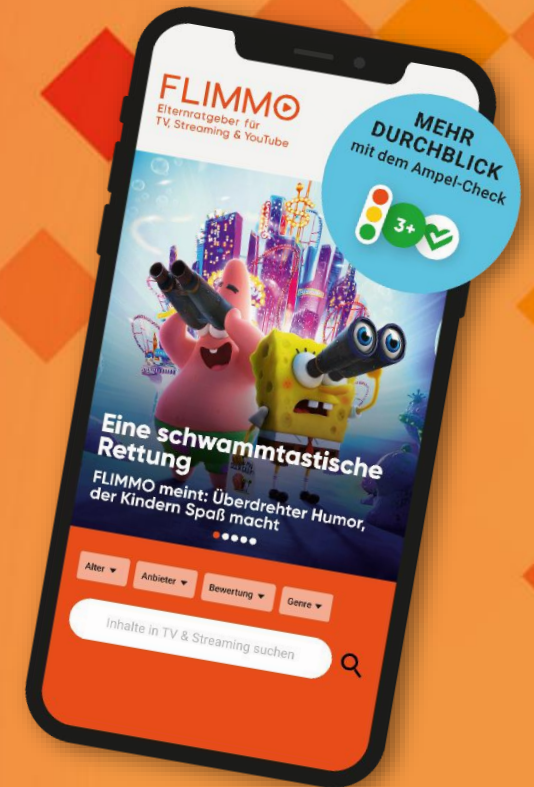 FLIMMO
Elternratgeber für
TV, Streaming & YouTube
MEHR
DURCHBLICK
mit dem Ampel-Check
3+
Eine schwammtastische
Rettung
FLIMMO meint: Überdrehter Humor,
der Kindern Spaß macht
Alter
Anbieter
Bewertung
Genre
Inhalte in TV & Streaming suchen